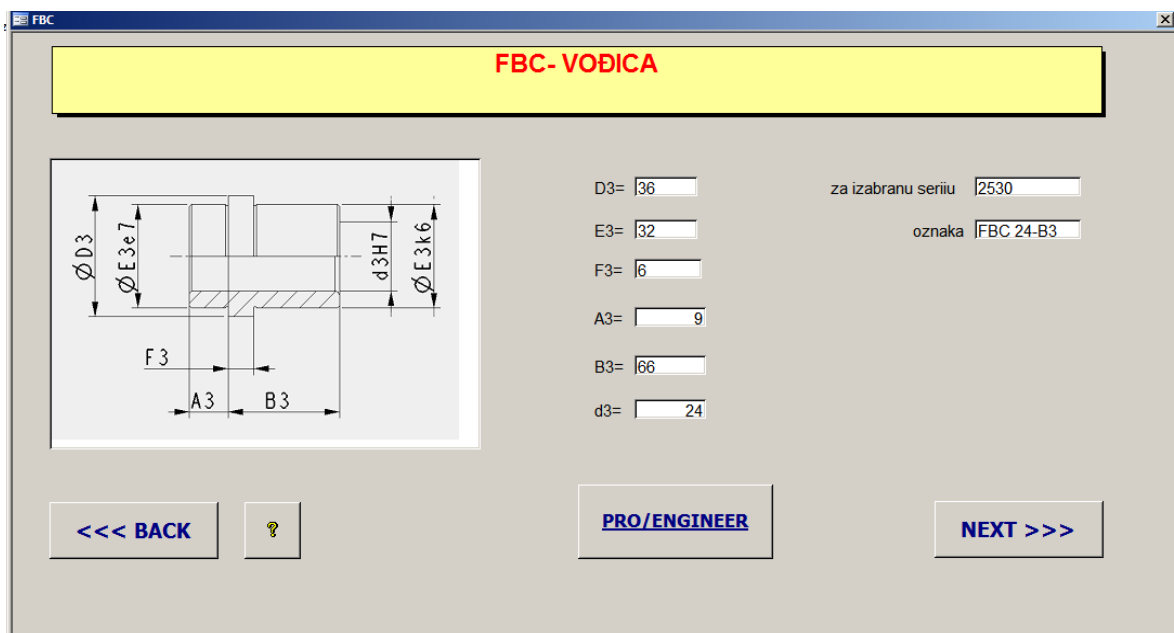 FBC
FBC- VOĐICA
ØD3
ØE3e7
d3H7
ØE3k6
F3
A3
B3
D3= 36
E3= 32
F3= 6
A3= 9
B3= 66
d3= 24
za izabranu seriiu 2530
oznaka FBC 24-B3
<<< BACK
?
PRO/ENGINEER
NEXT >>>